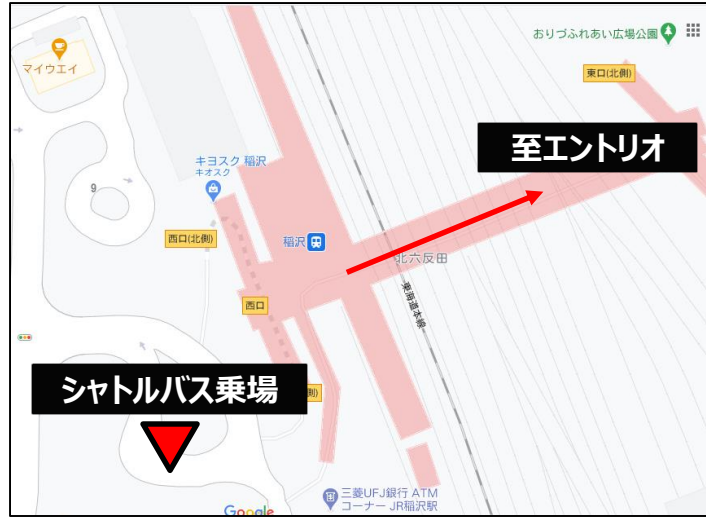 おりづふれあい広場公園
マイウエイ
東口(北側)
至エントリオ
キヨスク 稲沢
キオスク
9
西口(北側)
稲沢
北六反田
西口
東海道本線
シャトルバス乗場
側)
三菱UFJ銀行 ATM
コーナー JR稲沢駅
Google